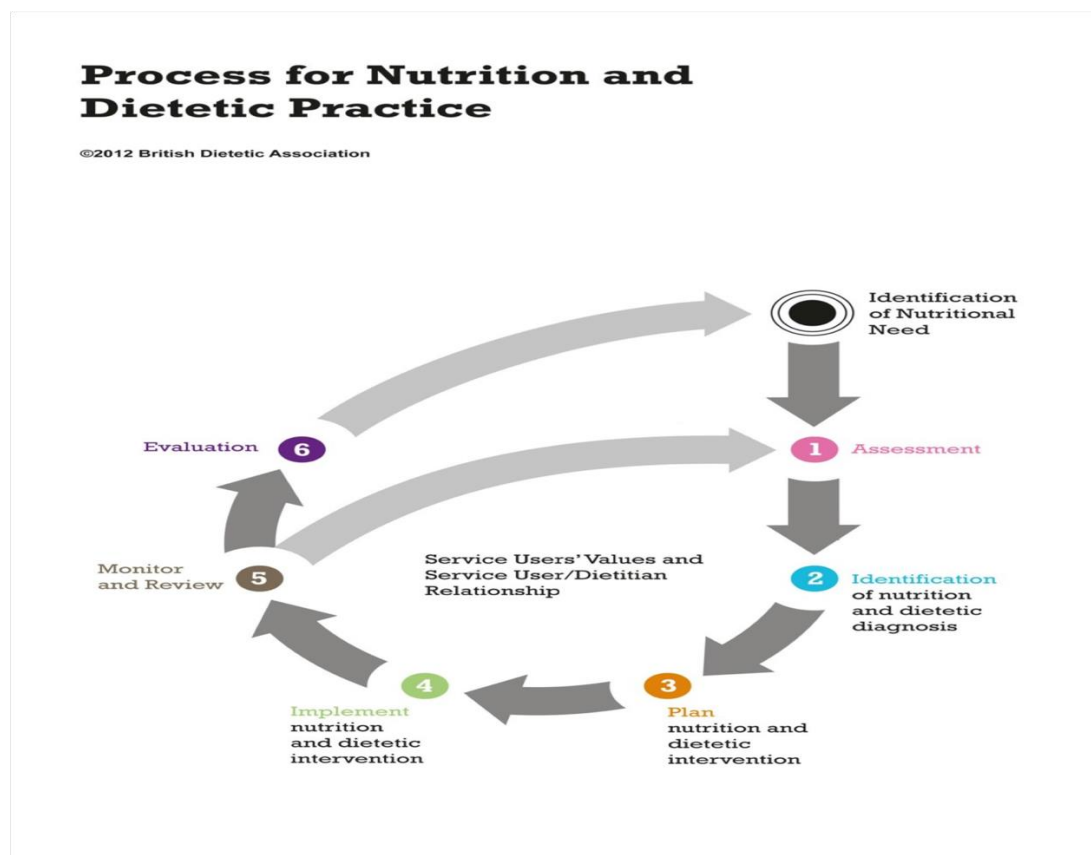 Process for Nutrition and
Dietetic Practice
©2012 British Dietetic Association
Identification
of Nutritional
Need
1
Assessment
2
Identification
of nutrition
and dietetic
diagnosis
3
Plan
nutrition and
dietetic
intervention
4
Implement
nutrition
and dietetic
intervention
5
Monitor
and Review
6
Evaluation
Service Users' Values and
Service User/Dietitian
Relationship